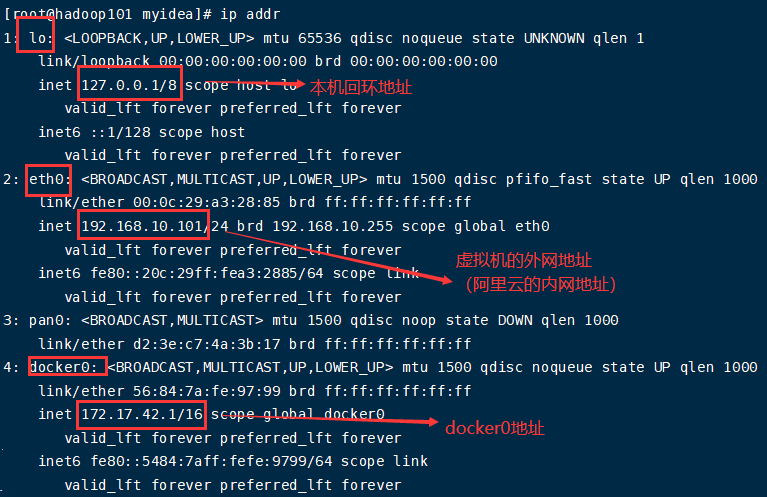 [root@hadoop101 myidea]# ip addr
1: lo: <LOOPBACK,UP,LOWER_UP> mtu 65536 qdisc noqueue state UNKNOWN qlen 1
link/loopback 00:00:00:00:00:00 brd 00:00:00:00:00:00
inet 127.0.0.1/8 scope host lo
本机回环地址
valid_lft forever preferred_lft forever
inet6 ::1/128 scope host
valid_lft forever preferred_lft forever
2: eth0: <BROADCAST,MULTICAST,UP,LOWER_UP> mtu 1500 qdisc pfifo_fast state UP qlen 1000
link/ether 00:0c:29:a3:28:85 brd ff:ff:ff:ff:ff:ff
inet 192.168.10.101/24 brd 192.168.10.255 scope global eth0
valid_lft forever preferred_lft forever
虚拟机的外网地址
inet6 fe80::20c:29ff:fea3:2885/64 scope link
（阿里云的内网地址）
valid_lft forever preferred_lft forever
3: pan0: <BROADCAST,MULTICAST> mtu 1500 qdisc noop state DOWN qlen 1000
link/ether d2:3e:c7:4a:3b:17 brd ff:ff:ff:ff:ff:ff
4: docker0: <BROADCAST,MULTICAST,UP,LOWER_UP> mtu 1500 qdisc noqueue state UP qlen 1000
link/ether 56:84:7a:fe:97:99 brd ff:ff:ff:ff:ff:ff
inet 172.17.42.1/16 scope global docker0
docker0地址
valid_lft forever preferred_lft forever
inet6 fe80::5484:7aff:fefe:9799/64 scope link
valid_lft forever preferred_lft forever